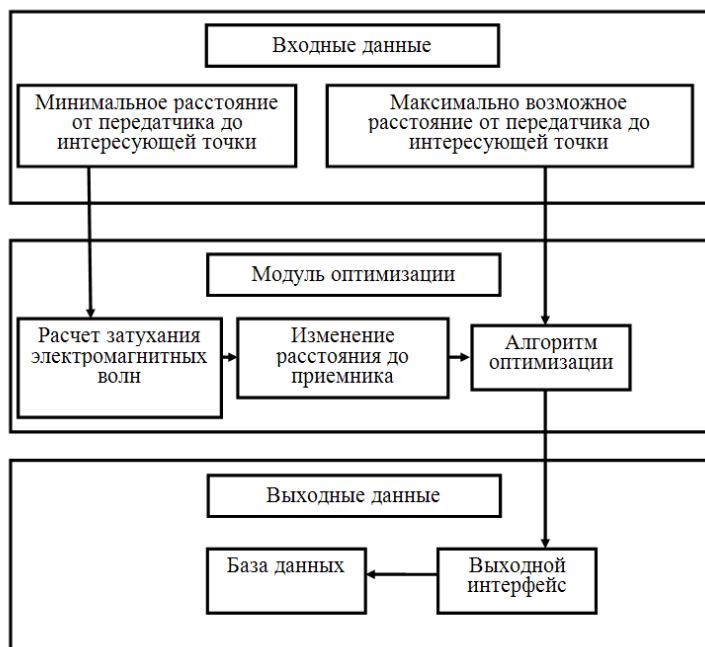 Входные данные
Минимальное расстояние
от передатчика до
интересующей точки
Максимально возможное
расстояние от передатчика до
интересующей точки
Модуль оптимизации
Расчет затухания
электромагнитных
волн
Изменение
расстояния до
приемника
Алгоритм
оптимизации
Выходные данные
База данных
Выходной
интерфейс